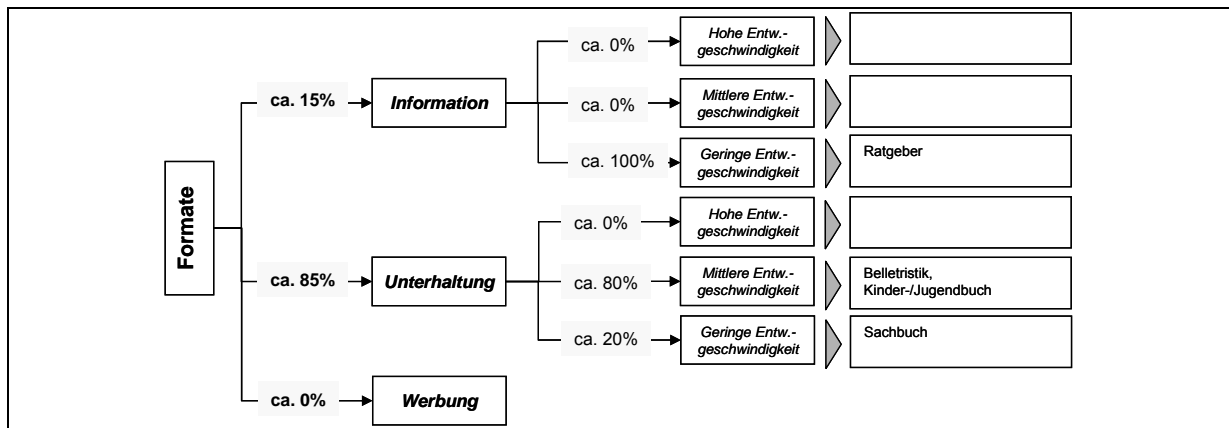 Formate
ca. 15%
Information
ca. 0%
Hohe Entw.-
geschwindigkeit
ca. 0%
Mittlere Entw.-
geschwindigkeit
ca. 100%
Geringe Entw.-
geschwindigkeit
Ratgeber
ca. 85%
Unterhaltung
ca. 0%
Hohe Entw.-
geschwindigkeit
ca. 80%
Mittlere Entw.-
geschwindigkeit
Belletristik,
Kinder-/Jugendbuch
ca. 20%
Geringe Entw.-
geschwindigkeit
Sachbuch
ca. 0%
Werbung